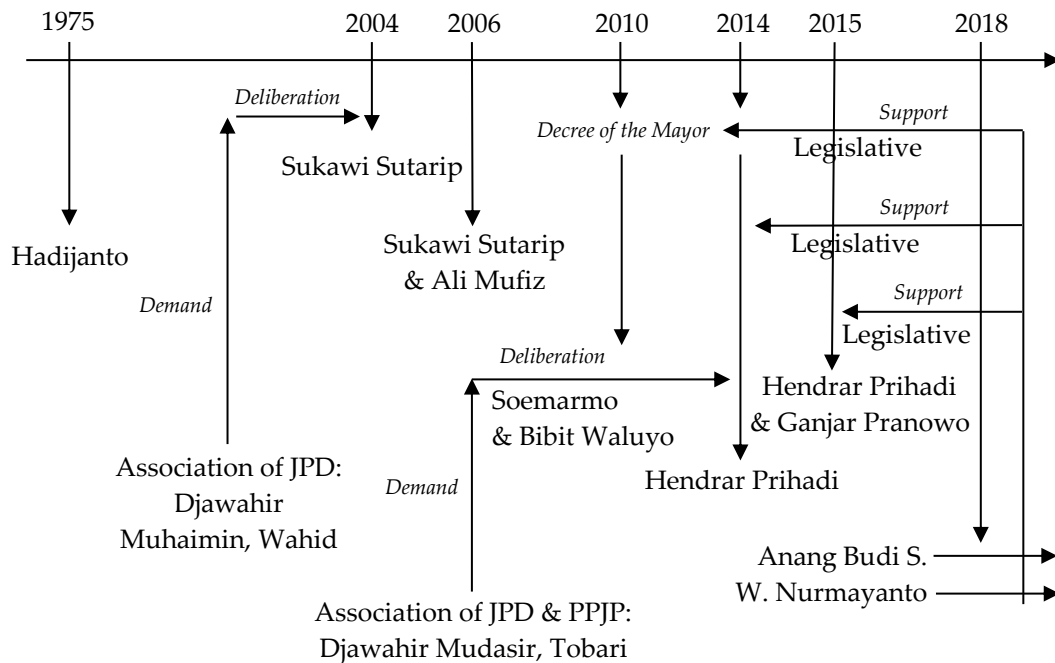 1975 2004 2006 2010 2014 2015 2018
Deliberation
Support
Decree of the Mayor
Legislative
Sukawi Sutarip
Hadijanto
Sukawi Sutarip
& Ali Mufiz
Support
Legislative
Demand
Support
Legislative
Deliberation
Soemarmo
& Bibit Waluyo
Hendrar Prihadi
& Ganjar Pranowo
Association of JPD:
Djawahir
Muhaimin, Wahid
Demand
Hendrar Prihadi
Anang Budi S.
W. Nurmayanto
Association of JPD & PPJP:
Djawahir Mudasir, Tobari